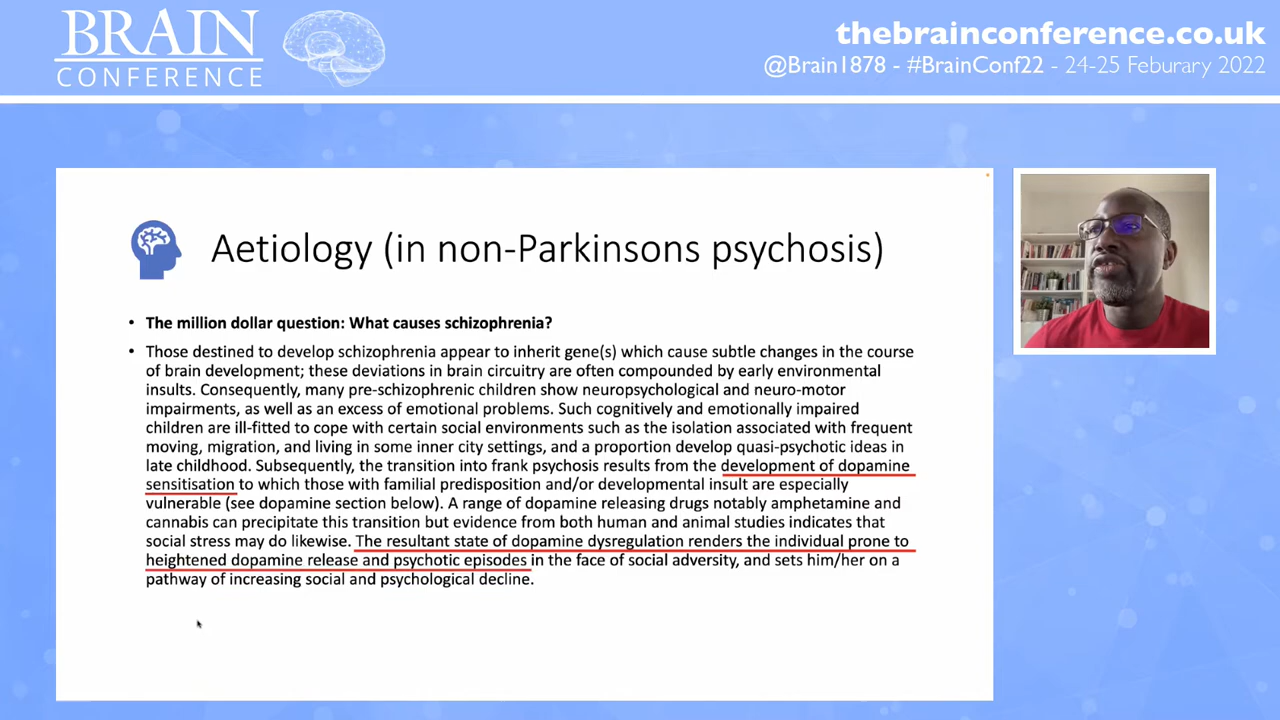 BRAIN
CONFERENCE
thebrainconference.co.uk
@Brain1878 - #BrainConf22 - 24-25 Feburary 2022
Aetiology (in non-Parkinsons psychosis)
• The million dollar question: What causes schizophrenia?
• Those destined to develop schizophrenia appear to inherit gene(s) which cause subtle changes in the course
of brain development; these deviations in brain circuitry are often compounded by early environmental
insults. Consequently, many pre-schizophrenic children show neuropsychological and neuro-motor
impairments, as well as an excess of emotional problems. Such cognitively and emotionally impaired
children are ill-fitted to cope with certain social environments such as the isolation associated with frequent
moving, migration, and living in some inner city settings, and a proportion develop quasi-psychotic ideas in
late childhood. Subsequently, the transition into frank psychosis results from the development of dopamine
sensitisation to which those with familial predisposition and/or developmental insult are especially
vulnerable (see dopamine section below). A range of dopamine releasing drugs notably amphetamine and
cannabis can precipitate this transition but evidence from both human and animal studies indicates that
social stress may do likewise. The resultant state of dopamine dysregulation renders the individual prone to
heightened dopamine release and psychotic episodes in the face of social adversity, and sets him/her on a
pathway of increasing social and psychological decline.